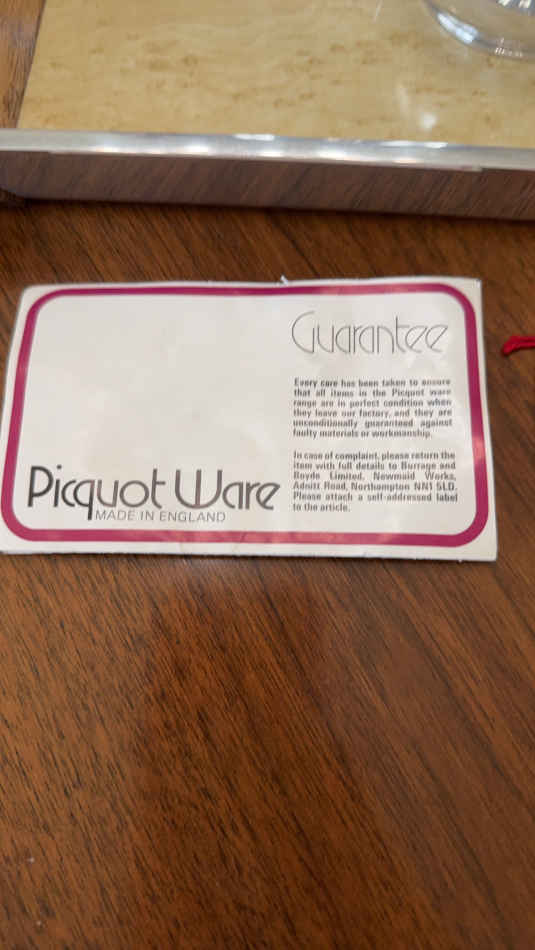 Guarantee
Every care has been taken to ensure
that all items in the Picquot ware
range are in perfect condition when
they leave our factory, and they are
unconditionally guaranteed against
faulty materials or workmanship.
In case of complaint, please return the
item with full details to Burrage and
Boyde Limited, Newmaid Works,
Adnitt Road, Northampton NN1 5LD.
Please attach a self-addressed label
to the article.
Picquot Ware
MADE IN ENGLAND